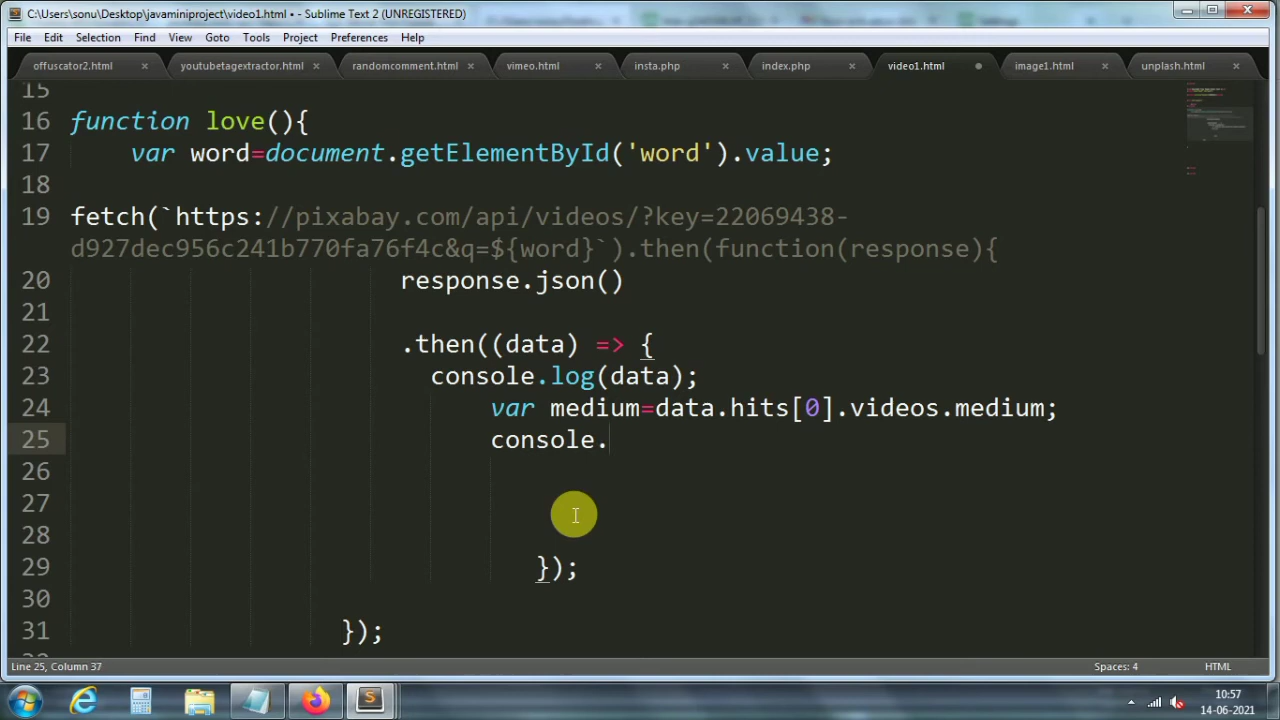 C:\Users\sonu\Desktop\javaminiproject\video1.html • - Sublime Text 2 (UNREGISTERED)
File Edit Selection Find View Goto Tools Project Preferences Help
offuscator2.html youtubetagextractor.html randomcomment.html vimeo.html insta.php index.php video1.html image1.html unplash.html
15
16 function love(){
17 var word=document.getElementById('word').value;
18
19 fetch(`https://pixabay.com/api/videos/?key=22069438-
d927dec956c241b770fa76f4c&q=${word}`).then(function(response){
20 response.json()
21
22 .then((data) => {
23 console.log(data);
24 var medium=data.hits[0].videos.medium;
25 console.
26
27
28
29 });
30
31 });
Line 25, Column 37 Spaces: 4 HTML
10:57
14-06-2021